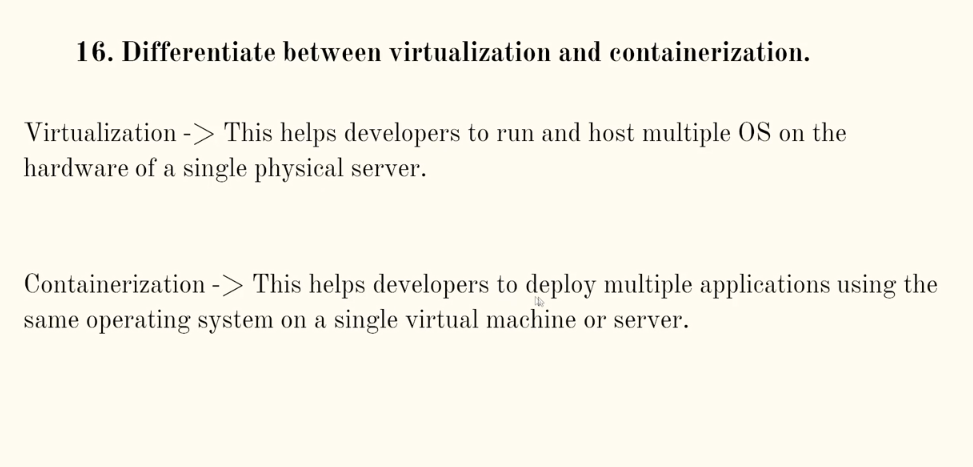 16. Differentiate between virtualization and containerization.
Virtualization -> This helps developers to run and host multiple OS on the
hardware of a single physical server.
Containerization -> This helps developers to deploy multiple applications using the
same operating system on a single virtual machine or server.